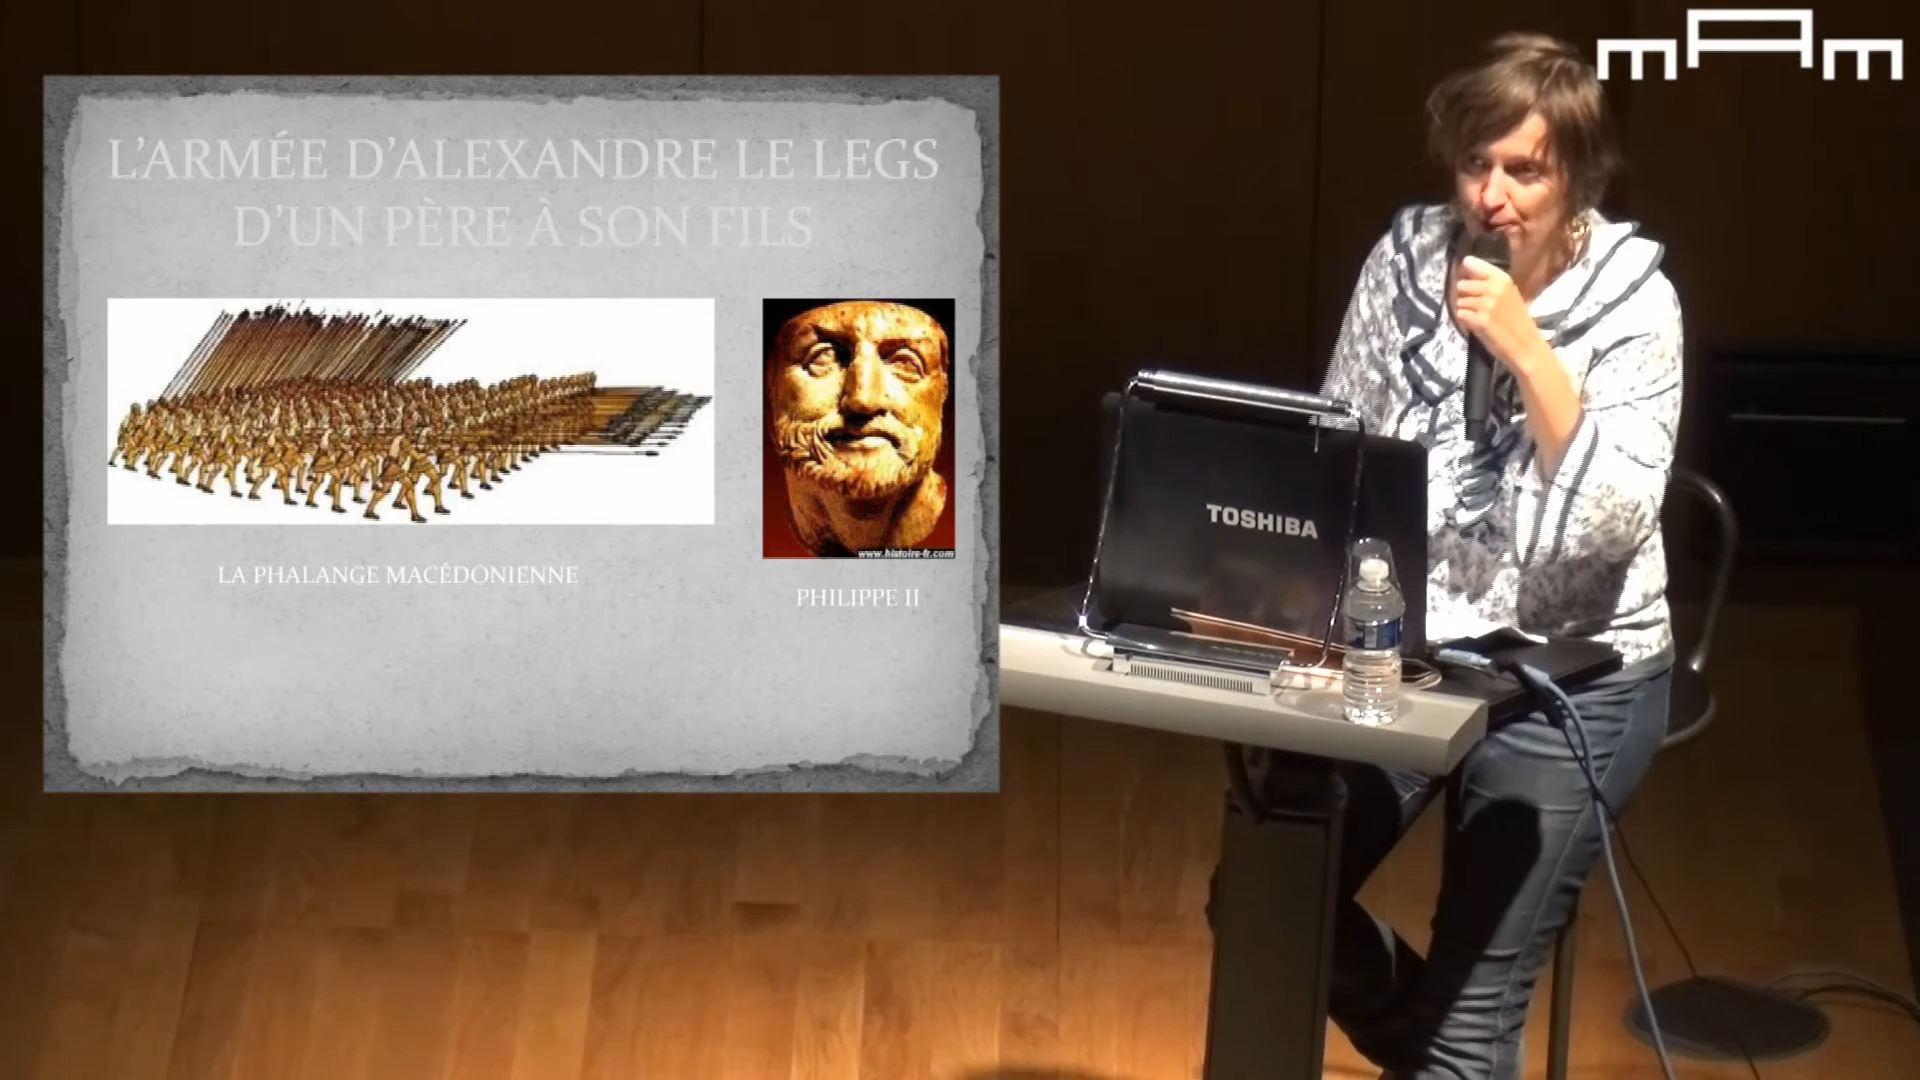 L'ARMÉE D'ALEXANDRE LE LEGS
D'UN PÈRE À SON FILS
www.histoire-fr.com
LA PHALANGE MACÉDONIENNE
PHILIPPE II
mAm
TOSHIBA